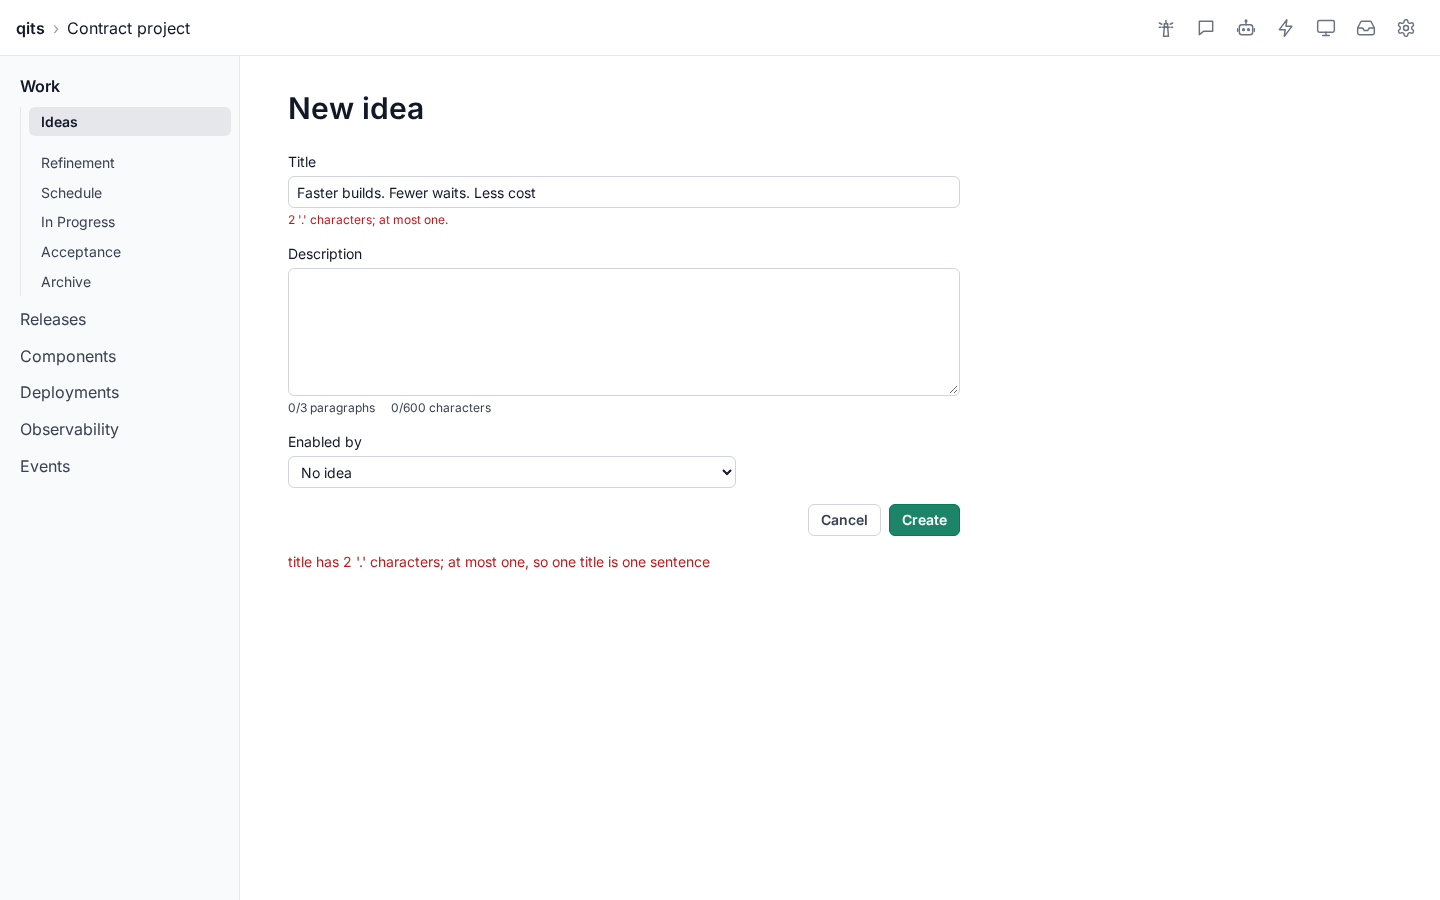 qits › Contract project
Work
Ideas
Refinement
Schedule
In Progress
Acceptance
Archive
Releases
Components
Deployments
Observability
Events
New idea
Title
Faster builds. Fewer waits. Less cost
2 '.' characters; at most one.
Description
0/3 paragraphs 0/600 characters
Enabled by
No idea
Cancel Create
title has 2 '.' characters; at most one, so one title is one sentence